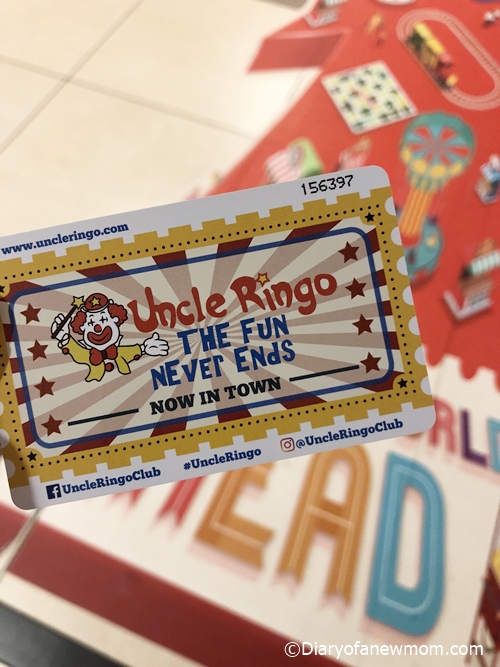 156397
www.uncleringo.com
Uncle Ringo
THE FUN
NEVER ENdS
NOW IN TOWN
UncleRingoClub #UncleRingo @UncleRingoClub
RLD
EAD
©Diaryofanewmom.com